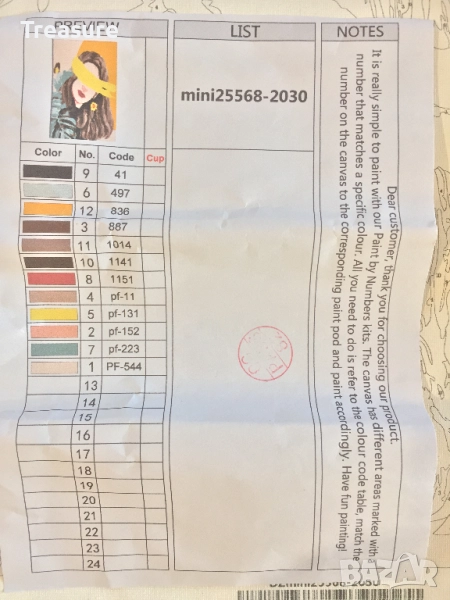 Treasure
PREVIEW
LIST
NOTES
mini25568-2030
Color No. Code Cup
9 41
6 497
12 836
3 887
11 1014
10 1141
8 1151
4 pf-11
5 pf-131
2 pf-152
7 pf-223
1 PF-544
13
14
15
16
17
18
19
20
21
22
23
24
Dear customer, thank you for choosing our product.
It is really simple to paint with our Paint by Numbers kits. The canvas has different areas marked with a
number that matches a specific colour. All you need to do is refer to the colour code table, match the
number on the canvas to the corresponding paint pod and paint accordingly. Have fun painting!
BAZAR